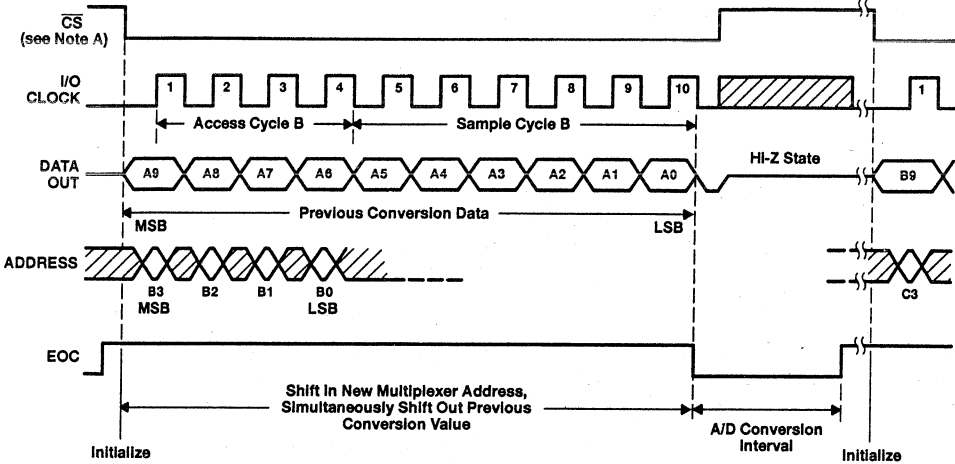 CS
(see Note A)
I/O
CLOCK
1 2 3 4 5 6 7 8 9 10 1
Access Cycle B
Sample Cycle B
DATA
OUT
A9 A8 A7 A6 A5 A4 A3 A2 A1 A0
Hi-Z State
B9
Previous Conversion Data
MSB
LSB
ADDRESS
B3 B2 B1 B0
MSB LSB
C3
EOC
Shift in New Multiplexer Address,
Simultaneously Shift Out Previous
Conversion Value
A/D Conversion
Interval
Initialize
Initialize